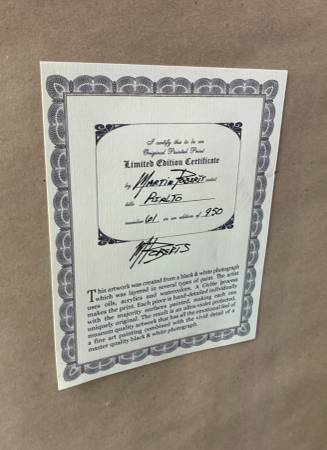 I certify this to be an
Original Painted Print
Limited Edition Certificate
by Martin Roberts artist
title Rialto
number 61 in an edition of 950
M Roberts
This artwork was created from a black & white photograph
which was layered in several types of paint. The artist
uses oils, acrylics and watercolors. A Giclée process
makes the print. Each piece is hand-detailed individually
with the majority surfaces painted, making each one
uniquely original. The result is an ultra-violet protected,
museum quality artwork that has all the emotional feel of
a fine art painting combined with the vivid detail of a
master quality black & white photograph.